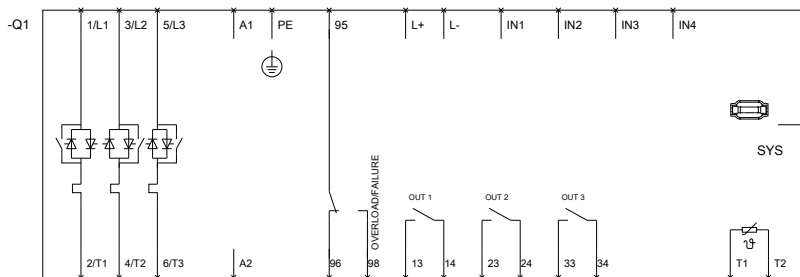 -Q1
1/L1 3/L2 5/L3 A1 PE 95 L+ L- IN1 IN2 IN3 IN4
SYS
OVERLOAD/FAILURE
OUT 1 OUT 2 OUT 3
ϑ
2/T1 4/T2 6/T3 A2 96 98 13 14 23 24 33 34 T1 T2